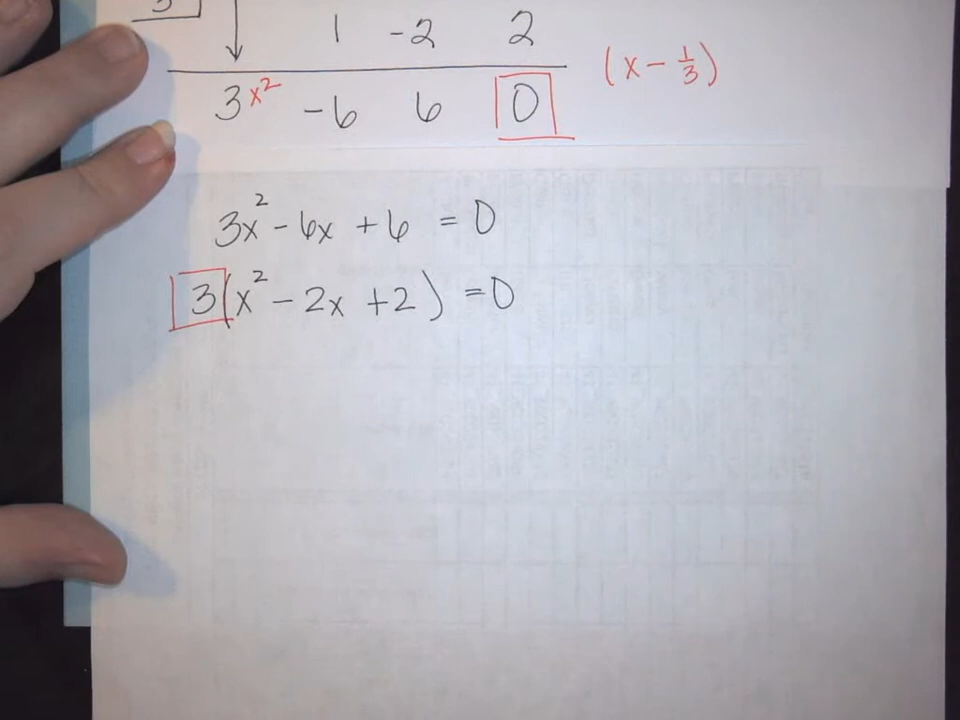 1 -2 2
(x - 1/3)
3x² -6 6 0
3x² - 6x + 6 = 0
3(x² - 2x + 2) = 0